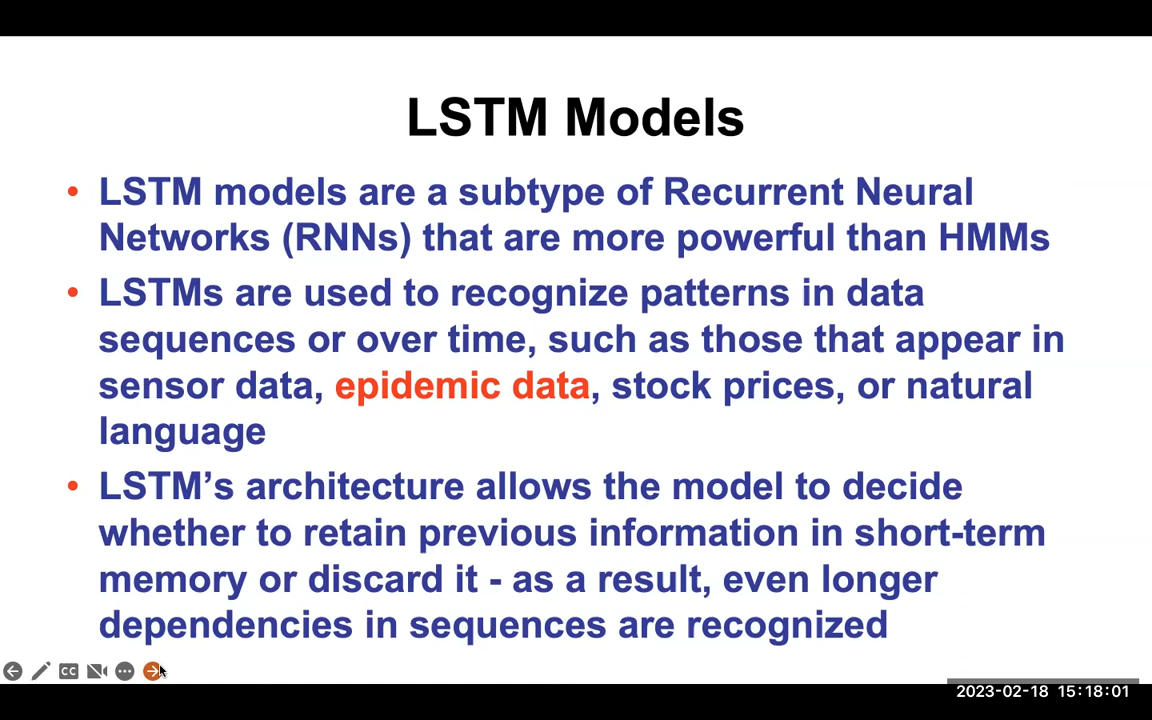 LSTM Models
• LSTM models are a subtype of Recurrent Neural
Networks (RNNs) that are more powerful than HMMs
• LSTMs are used to recognize patterns in data
sequences or over time, such as those that appear in
sensor data, epidemic data, stock prices, or natural
language
• LSTM’s architecture allows the model to decide
whether to retain previous information in short-term
memory or discard it - as a result, even longer
dependencies in sequences are recognized
CC
2023-02-18 15:18:01